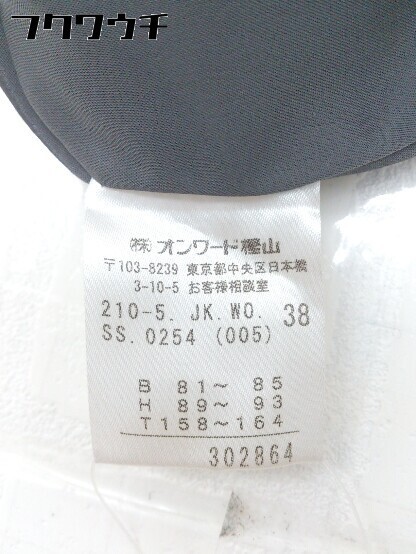 フクワウチ
㈱ オンワード樫山
〒103-8239 東京都中央区日本橋
3-10-5 お客様相談室
210-5. JK.WO. 38
SS. 0254 (005)
B 81〜 85
H 89〜 93
T158〜164
302864